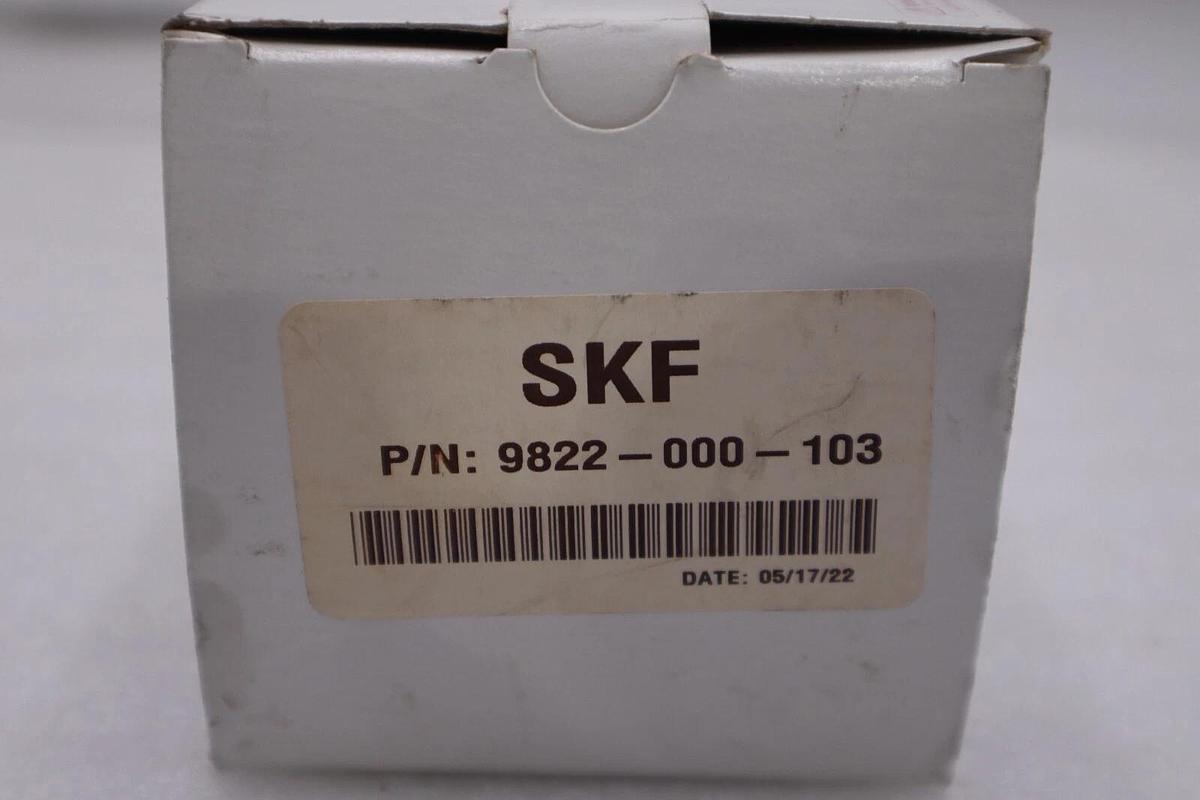 SKF
P/N: 9822-000-103
DATE: 05/17/22